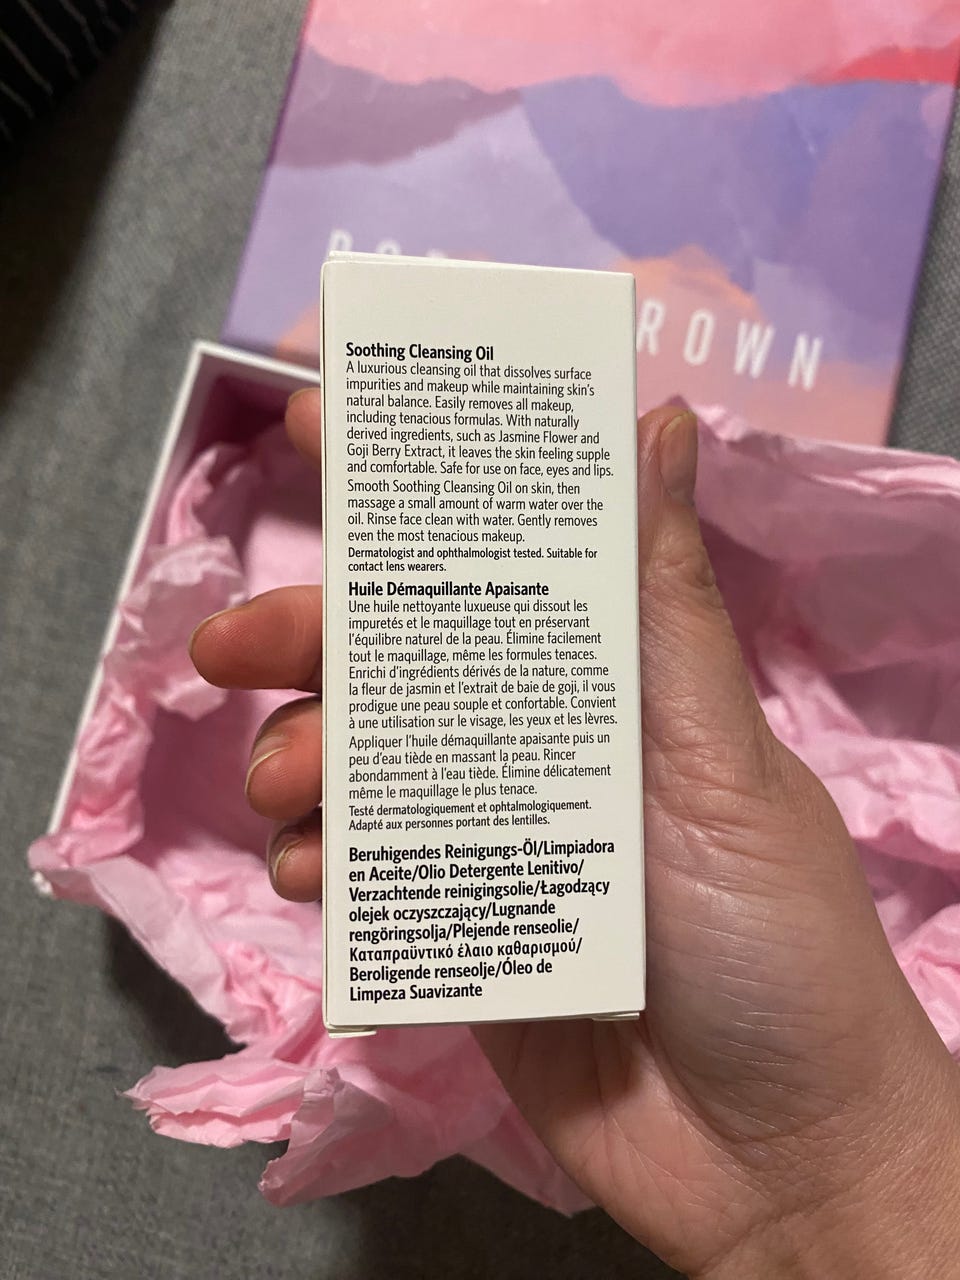 ROWN
Soothing Cleansing Oil
A luxurious cleansing oil that dissolves surface
impurities and makeup while maintaining skin's
natural balance. Easily removes all makeup,
including tenacious formulas. With naturally
derived ingredients, such as Jasmine Flower and
Goji Berry Extract, it leaves the skin feeling supple
and comfortable. Safe for use on face, eyes and lips.
Smooth Soothing Cleansing Oil on skin, then
massage a small amount of warm water over the
oil. Rinse face clean with water. Gently removes
even the most tenacious makeup.
Dermatologist and ophthalmologist tested. Suitable for
contact lens wearers.
Huile Démaquillante Apaisante
Une huile nettoyante luxueuse qui dissout les
impuretés et le maquillage tout en préservant
l'équilibre naturel de la peau. Élimine facilement
tout le maquillage, même les formules tenaces.
Enrichi d'ingrédients dérivés de la nature, comme
la fleur de jasmin et l'extrait de baie de goji, il vous
prodigue une peau souple et confortable. Convient
à une utilisation sur le visage, les yeux et les lèvres.
Appliquer l'huile démaquillante apaisante puis un
peu d'eau tiède en massant la peau. Rincer
abondamment à l'eau tiède. Élimine délicatement
même le maquillage le plus tenace.
Testé dermatologiquement et ophtalmologiquement.
Adapté aux personnes portant des lentilles.
Beruhigendes Reinigungs-Öl/Limpiadora
en Aceite/Olio Detergente Lenitivo/
Verzachtende reinigingsolie/Łagodzący
olejek oczyszczający/Lugnande
rengöringsolja/Plejende renseolie/
Καταπραϋντικό έλαιο καθαρισμού/
Beroligende renseolje/Óleo de
Limpeza Suavizante